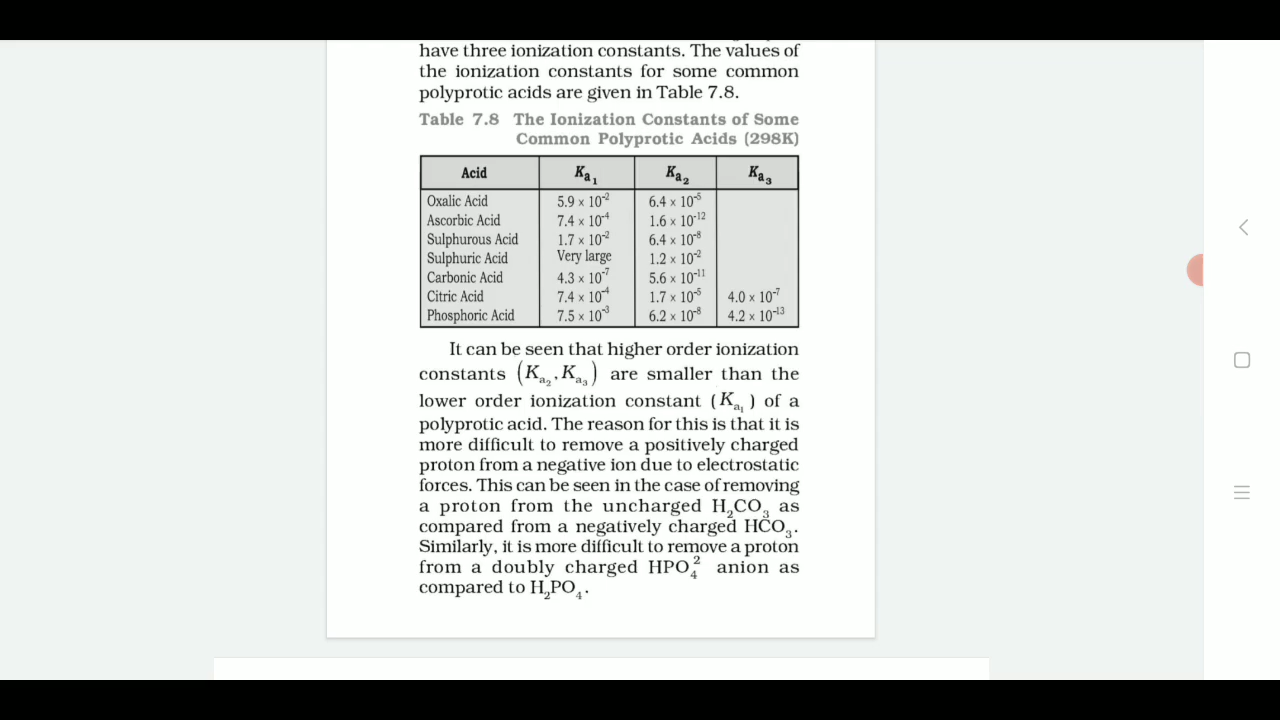 have three ionization constants. The values of
the ionization constants for some common
polyprotic acids are given in Table 7.8.
Table 7.8 The Ionization Constants of Some
Common Polyprotic Acids (298K)
Acid Kₐ₁ Kₐ₂ Kₐ₃
Oxalic Acid 5.9 × 10⁻² 6.4 × 10⁻⁵
Ascorbic Acid 7.4 × 10⁻⁴ 1.6 × 10⁻¹²
Sulphurous Acid 1.7 × 10⁻² 6.4 × 10⁻⁸
Sulphuric Acid Very large 1.2 × 10⁻²
Carbonic Acid 4.3 × 10⁻⁷ 5.6 × 10⁻¹¹
Citric Acid 7.4 × 10⁻⁴ 1.7 × 10⁻⁵ 4.0 × 10⁻⁷
Phosphoric Acid 7.5 × 10⁻³ 6.2 × 10⁻⁸ 4.2 × 10⁻¹³
It can be seen that higher order ionization
constants (Kₐ₂, Kₐ₃) are smaller than the
lower order ionization constant (Kₐ₁) of a
polyprotic acid. The reason for this is that it is
more difficult to remove a positively charged
proton from a negative ion due to electrostatic
forces. This can be seen in the case of removing
a proton from the uncharged H₂CO₃ as
compared from a negatively charged HCO₃.
Similarly, it is more difficult to remove a proton
from a doubly charged HPO₄² anion as
compared to H₂PO₄.